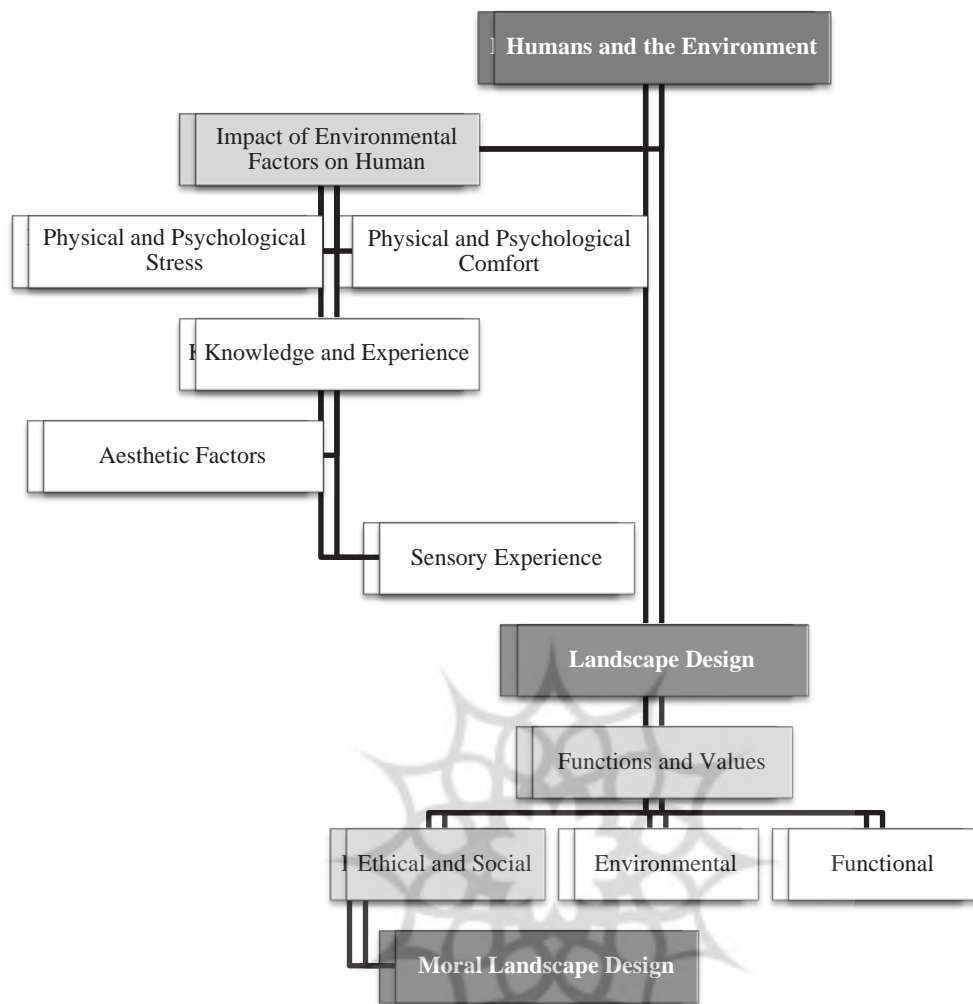 Humans and the Environment
Impact of Environmental
Factors on Human
Physical and Psychological
Stress
Physical and Psychological
Comfort
Knowledge and Experience
Aesthetic Factors
Sensory Experience
Landscape Design
Functions and Values
Ethical and Social
Environmental
Functional
Moral Landscape Design